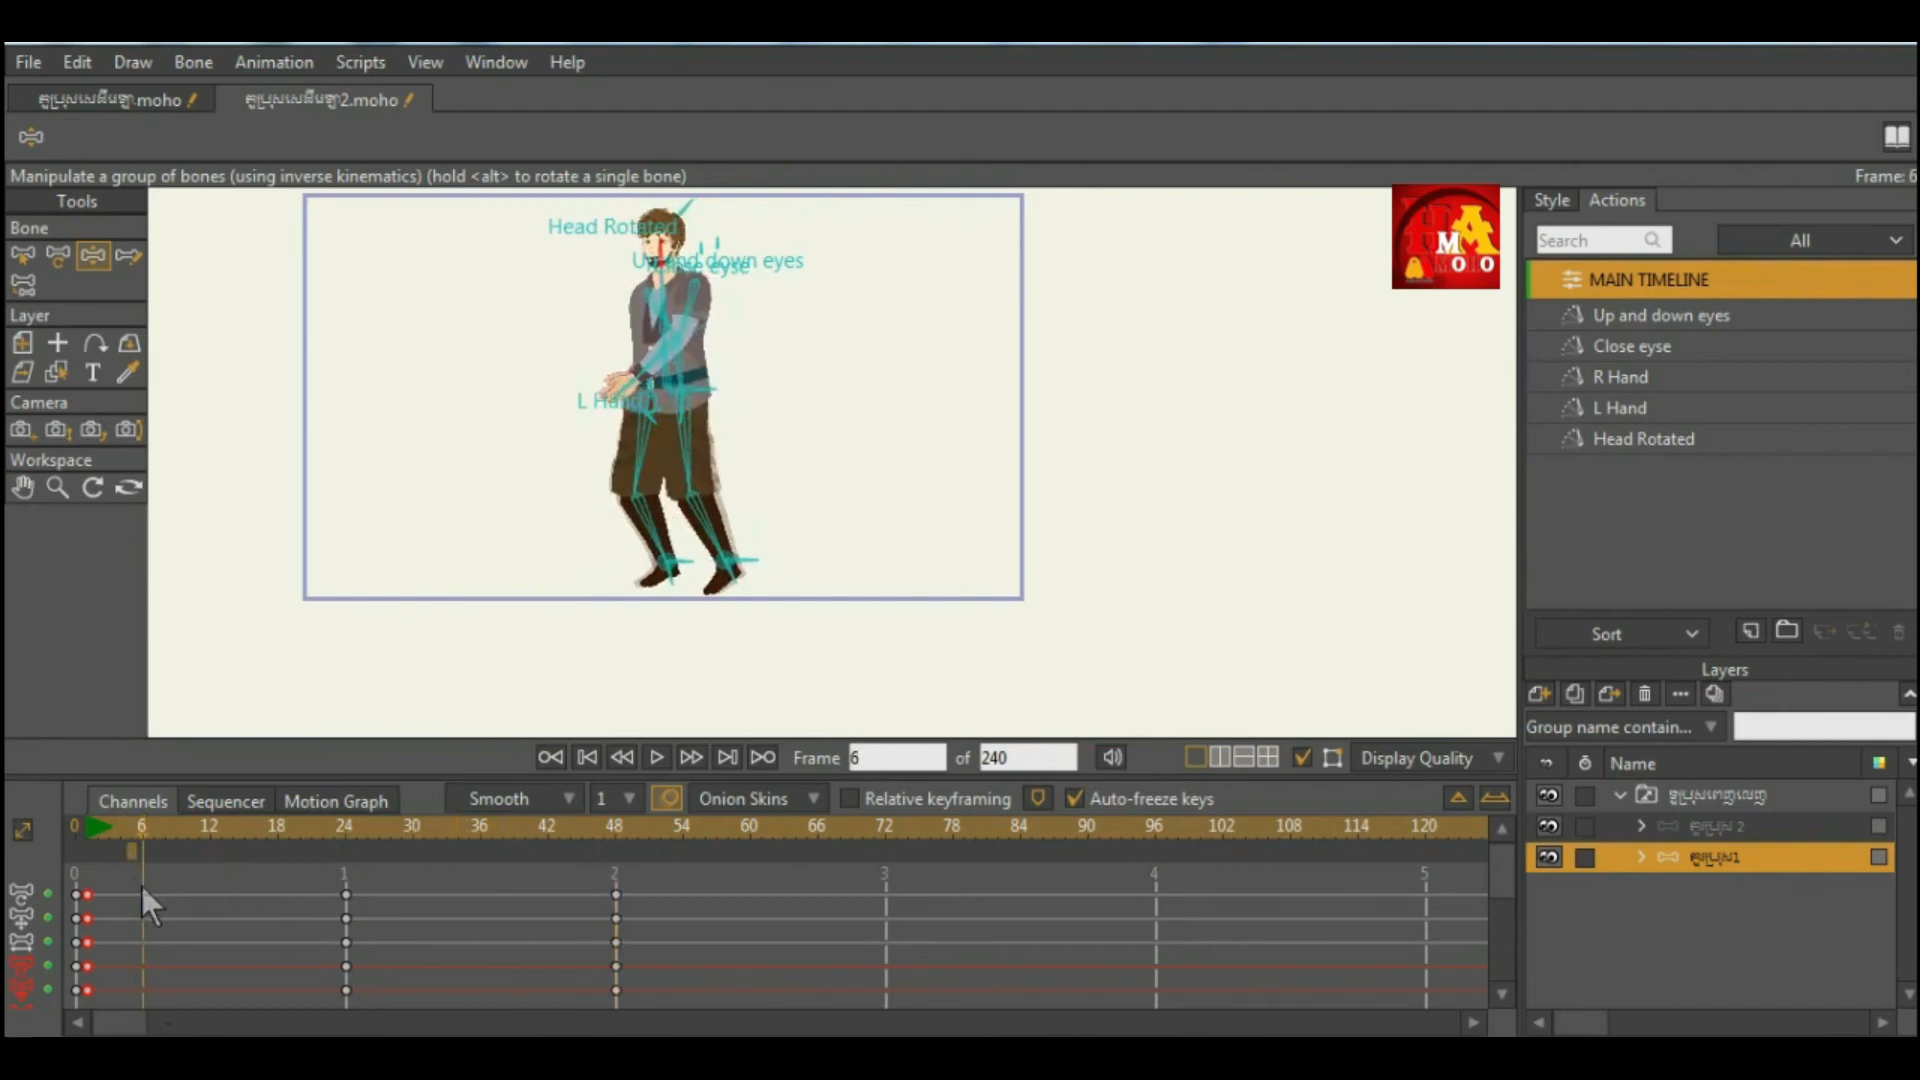 File Edit Draw Bone Animation Scripts View Window Help
.moho 2.moho
Manipulate a group of bones (using inverse kinematics) (hold <alt> to rotate a single bone) Frame: 6
Tools
Bone
Layer
Camera
Workspace
Head Rotated
Up and down eyes
L Hand
HMA
MOHO
Style Actions
Search All
MAIN TIMELINE
Up and down eyes
Close eyse
R Hand
L Hand
Head Rotated
Sort
Layers
Group name contain...
Name
Frame 6 of 240 Display Quality
Channels Sequencer Motion Graph Smooth 1 Onion Skins Relative keyframing Auto-freeze keys
0 6 12 18 24 30 36 42 48 54 60 66 72 78 84 90 96 102 108 114 120
0 1 2 3 4 5